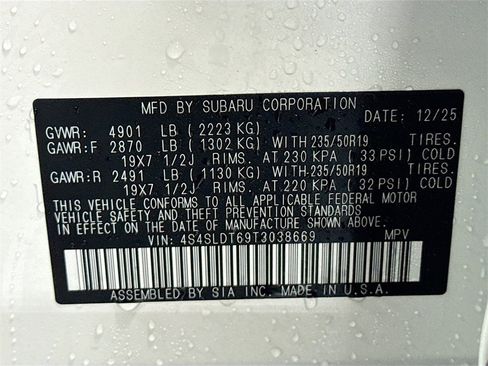 MFD BY SUBARU CORPORATION
DATE: 12/25
GVWR: 4901 LB (2223 KG)
GAWR:F 2870 LB (1302 KG) WITH 235/50R19 TIRES.
19X7 1/2J RIMS. AT 230 KPA (33 PSI) COLD
GAWR:R 2491 LB (1130 KG) WITH 235/50R19 TIRES.
19X7 1/2J RIMS. AT 220 KPA (32 PSI) COLD
THIS VEHICLE CONFORMS TO ALL APPLICABLE FEDERAL MOTOR
VEHICLE SAFETY AND THEFT PREVENTION STANDARDS
IN EFFECT ON THE DATE OF MANUFACTURE SHOWN ABOVE.
VIN: 4S4SLDT69T3038669 MPV
ASSEMBLED BY SIA INC. MADE IN U.S.A.